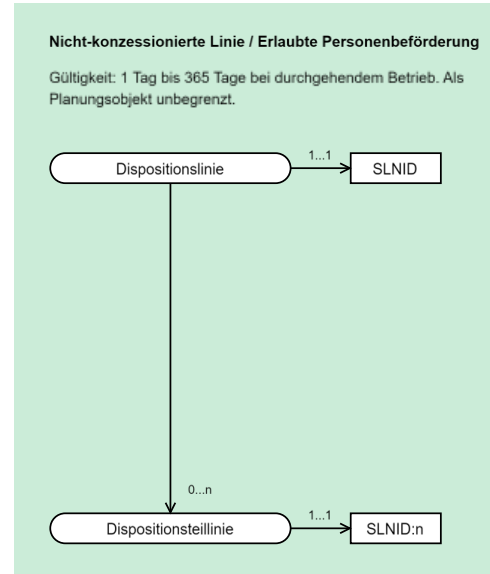 Nicht-konzessionierte Linie / Erlaubte Personenbeförderung
Gültigkeit: 1 Tag bis 365 Tage bei durchgehendem Betrieb. Als
Planungsobjekt unbegrenzt.
Dispositionslinie
1...1
SLNID
0...n
Dispositionsteillinie
1...1
SLNID:n